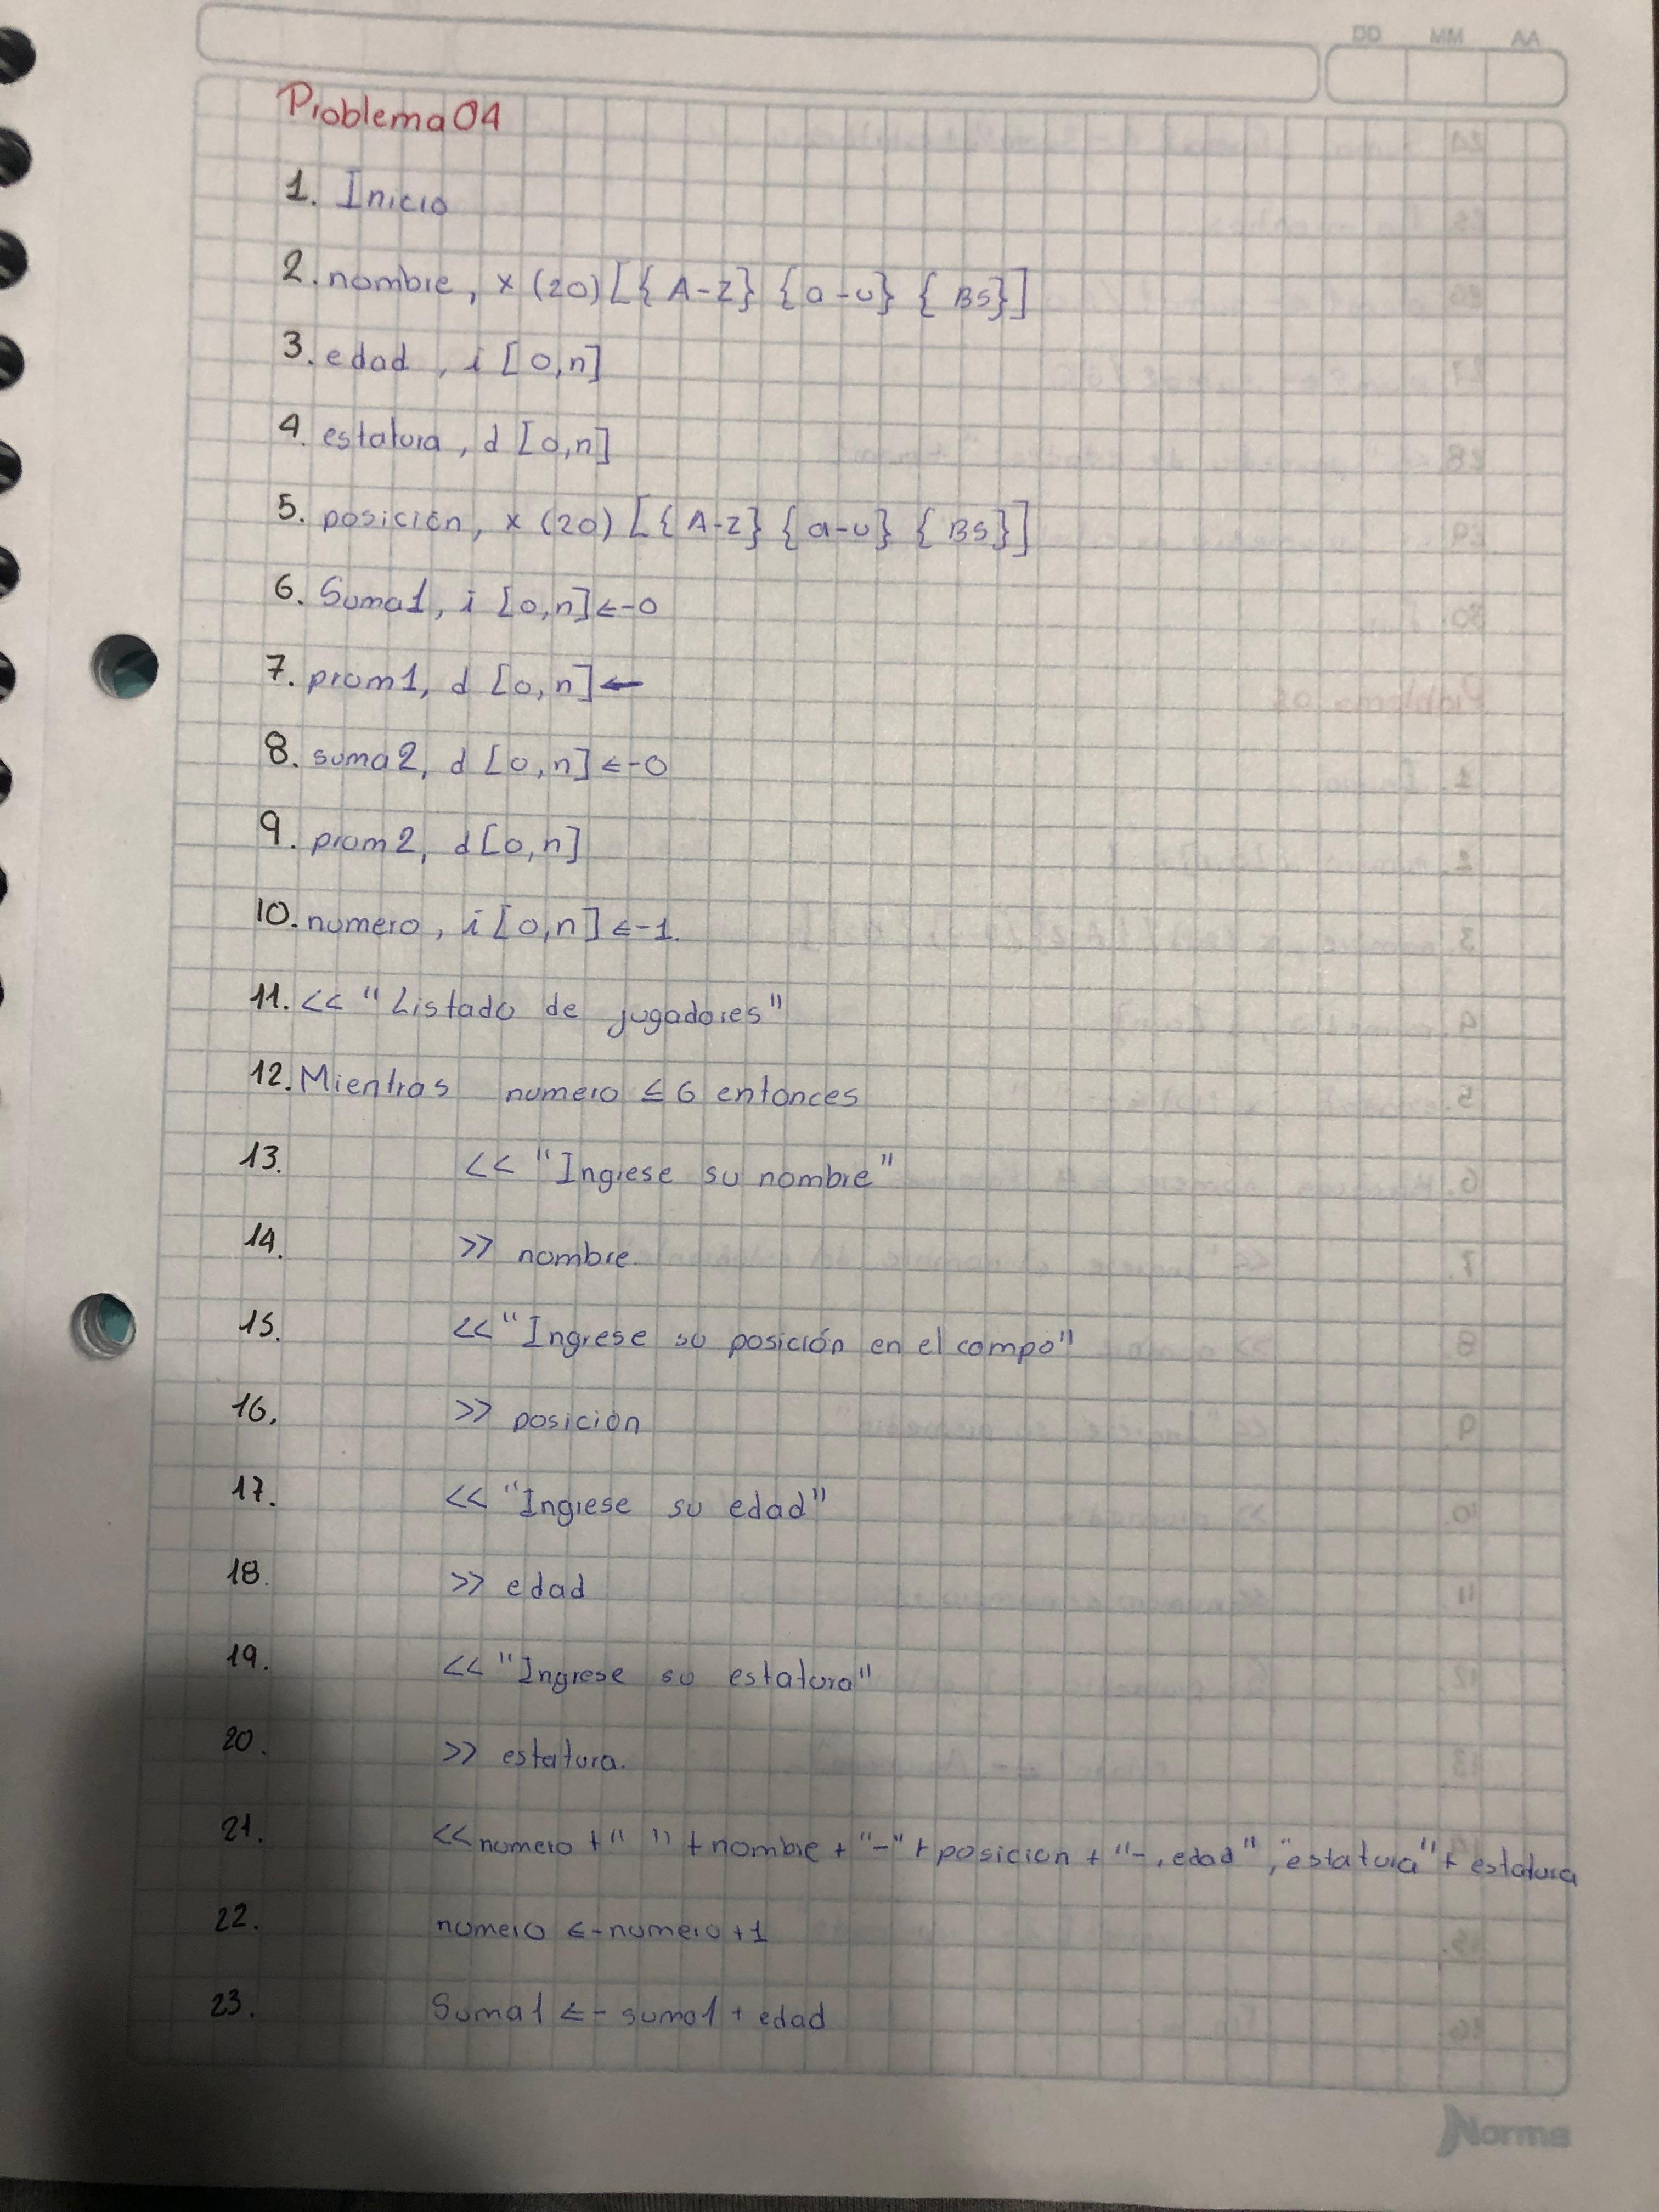 DD MM AA
Problema 04
1. Inicio
2. nombre, x (20) [{A-Z} {a-u} {BS}]
3. edad, i [0,n]
4. estatura, d [0,n]
5. posición, x (20) [{A-Z} {a-u} {BS}]
6. Suma1, i [0,n] <-0
7. prom1, d [0,n] ←
8. suma2, d [0,n] <-0
9. prom2, d [0,n]
10. numero, i [0,n] <-1.
11. << "Listado de jugadores"
12. Mientras numero ≤ 6 entonces
13. << "Ingrese su nombre"
14. >> nombre.
15. << "Ingrese su posición en el campo"
16. >> posición
17. << "Ingrese su edad"
18. >> edad
19. << "Ingrese su estatura"
20. >> estatura.
21. << numero +" " + nombre + "-" + posicion + "-, edad", "estatura" + estatura
22. numero <- numero +1
23. Suma1 <- suma1 + edad
Norma